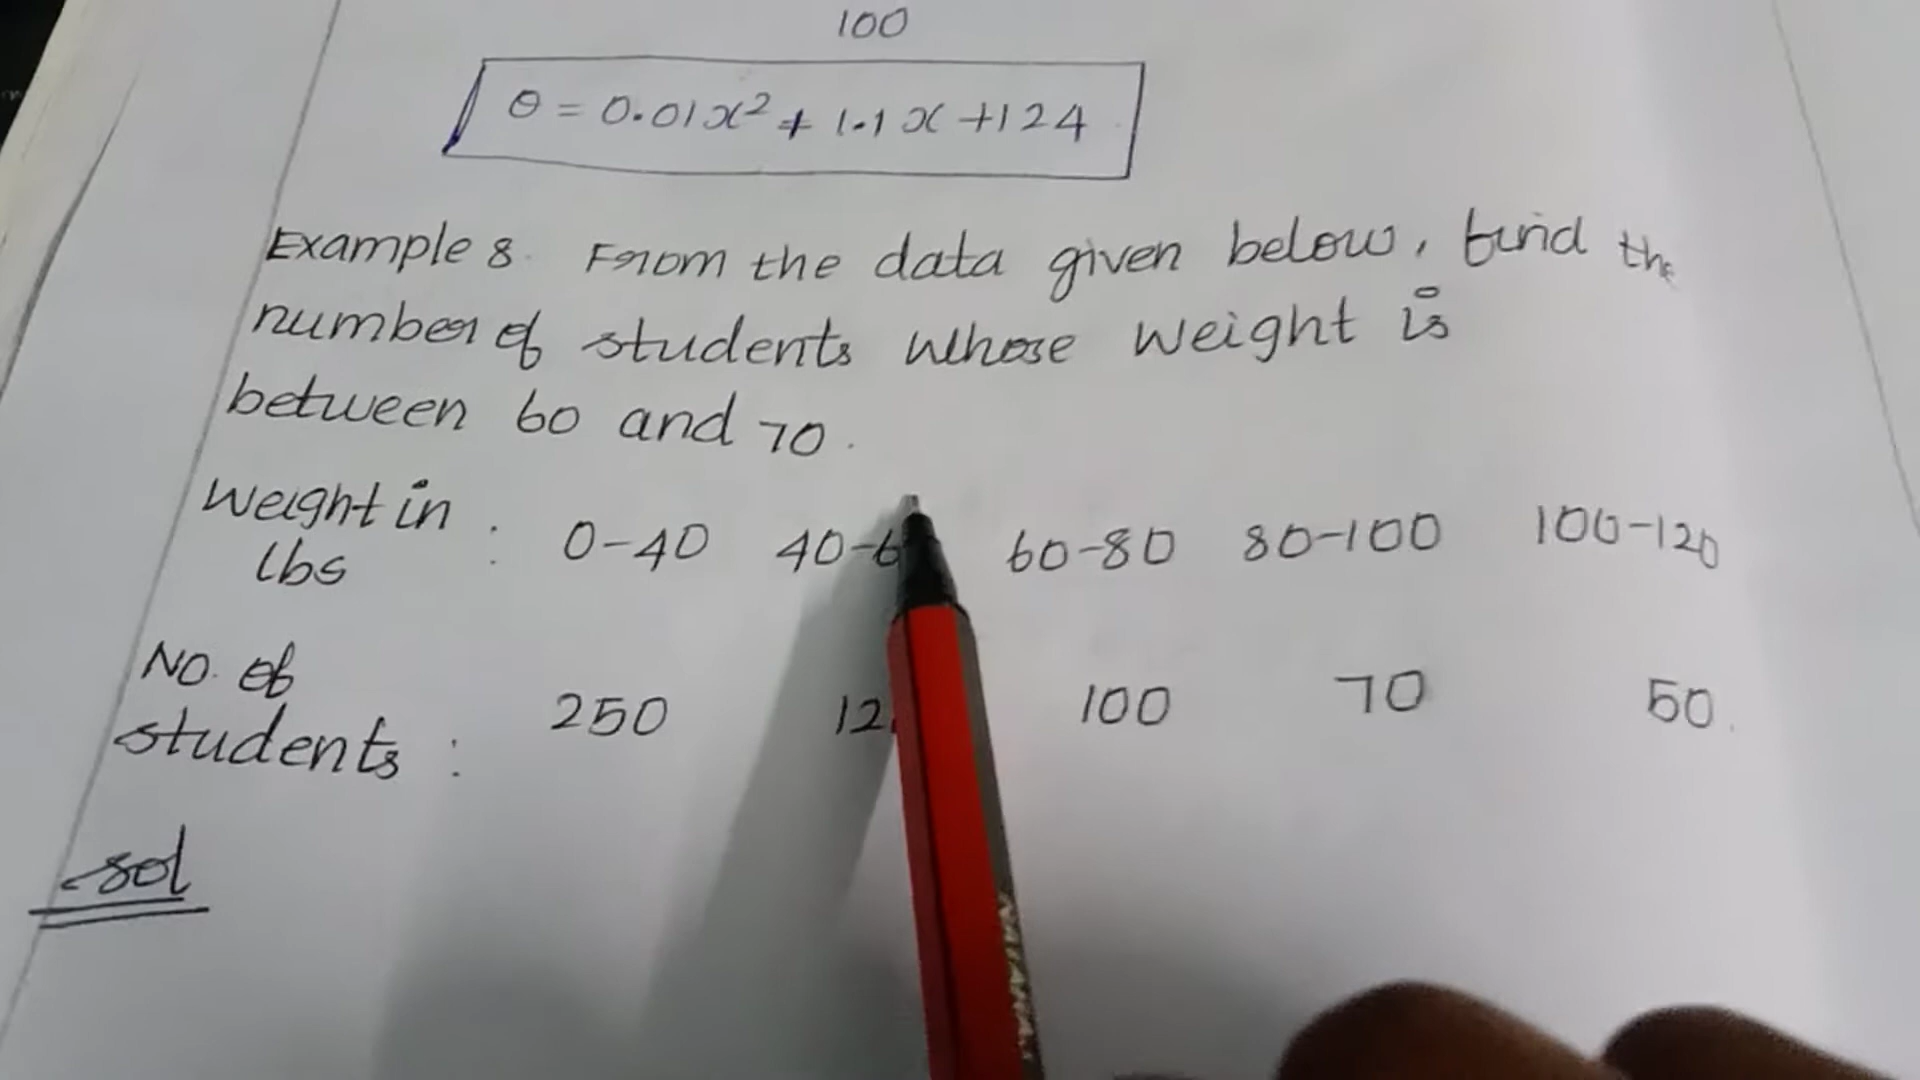 100
θ = 0.01x² + 1.1x + 124
Example 8. From the data given below, find the
number of students whose weight is
between 60 and 70.
Weight in lbs : 0-40 40-6 60-80 80-100 100-120
No. of students : 250 12 100 70 50.
sol